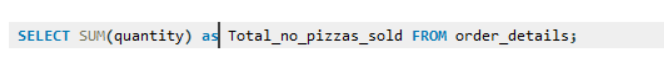 SELECT SUM(quantity) as Total_no_pizzas_sold FROM order_details;